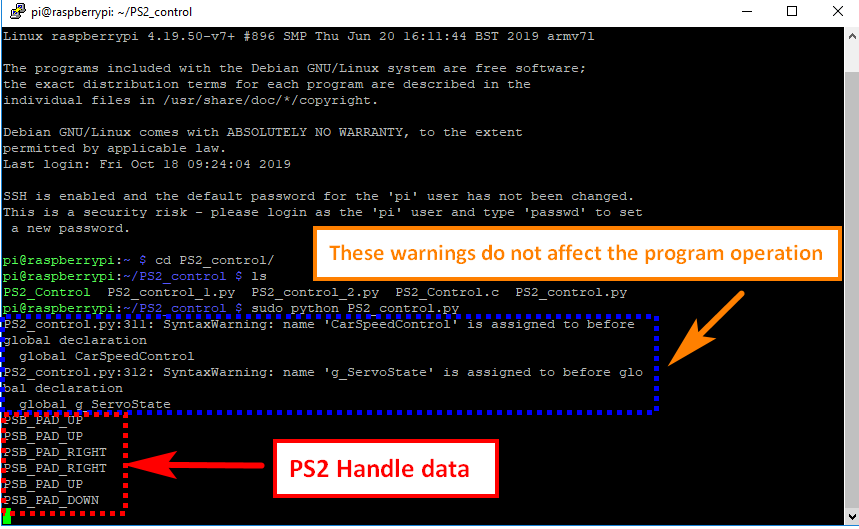 pi@raspberrypi: ~/PS2_control
Linux raspberrypi 4.19.50-v7+ #896 SMP Thu Jun 20 16:11:44 BST 2019 armv7l
The programs included with the Debian GNU/Linux system are free software;
the exact distribution terms for each program are described in the
individual files in /usr/share/doc/*/copyright.
Debian GNU/Linux comes with ABSOLUTELY NO WARRANTY, to the extent
permitted by applicable law.
Last login: Fri Oct 18 09:24:04 2019
SSH is enabled and the default password for the 'pi' user has not been changed.
This is a security risk - please login as the 'pi' user and type 'passwd' to set
 a new password.
These warnings do not affect the program operation
pi@raspberrypi:~ $ cd PS2_control/
pi@raspberrypi:~/PS2_control $ ls
PS2_Control  PS2_control_1.py  PS2_control_2.py  PS2_Control.c  PS2_control.py
pi@raspberrypi:~/PS2_control $ sudo python PS2_control.py
PS2_control.py:311: SyntaxWarning: name 'CarSpeedControl' is assigned to before
global declaration
  global CarSpeedControl
PS2_control.py:312: SyntaxWarning: name 'g_ServoState' is assigned to before glo
bal declaration
  global g_ServoState
PSB_PAD_UP
PSB_PAD_UP
PSB_PAD_RIGHT
PSB_PAD_RIGHT
PSB_PAD_UP
PSB_PAD_DOWN
PS2 Handle data